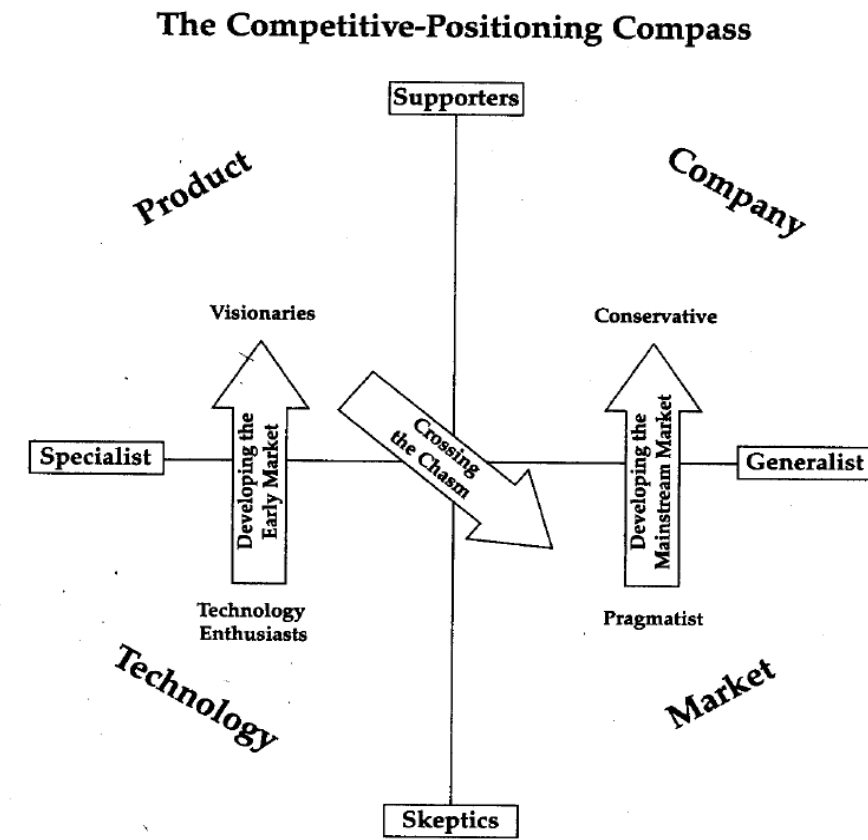 The Competitive-Positioning Compass
Supporters
Product
Company
Visionaries
Conservative
Developing the
Early Market
Crossing
the Chasm
Developing the
Mainstream Market
Specialist
Generalist
Technology
Enthusiasts
Pragmatist
Technology
Market
Skeptics